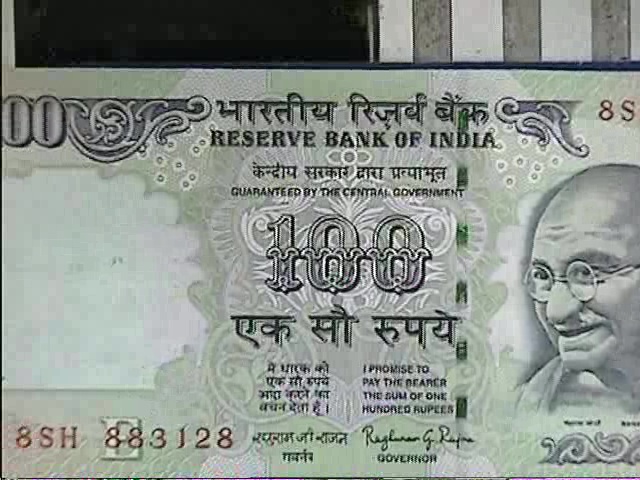 00
भारतीय रिज़र्व बैंक
8S
RESERVE BANK OF INDIA
केन्द्रीय सरकार द्वारा प्रत्याभूत
GUARANTEED BY THE CENTRAL GOVERNMENT
100
एक सौ रुपये
मैं धारक को
एक सौ रुपये
अदा करने का
वचन देता हूँ ।
I PROMISE TO
PAY THE BEARER
THE SUM OF ONE
HUNDRED RUPEES
8SH 883128
E
रघुराम जी राजन
गवर्नर
Raghuram G. Rajan
GOVERNOR